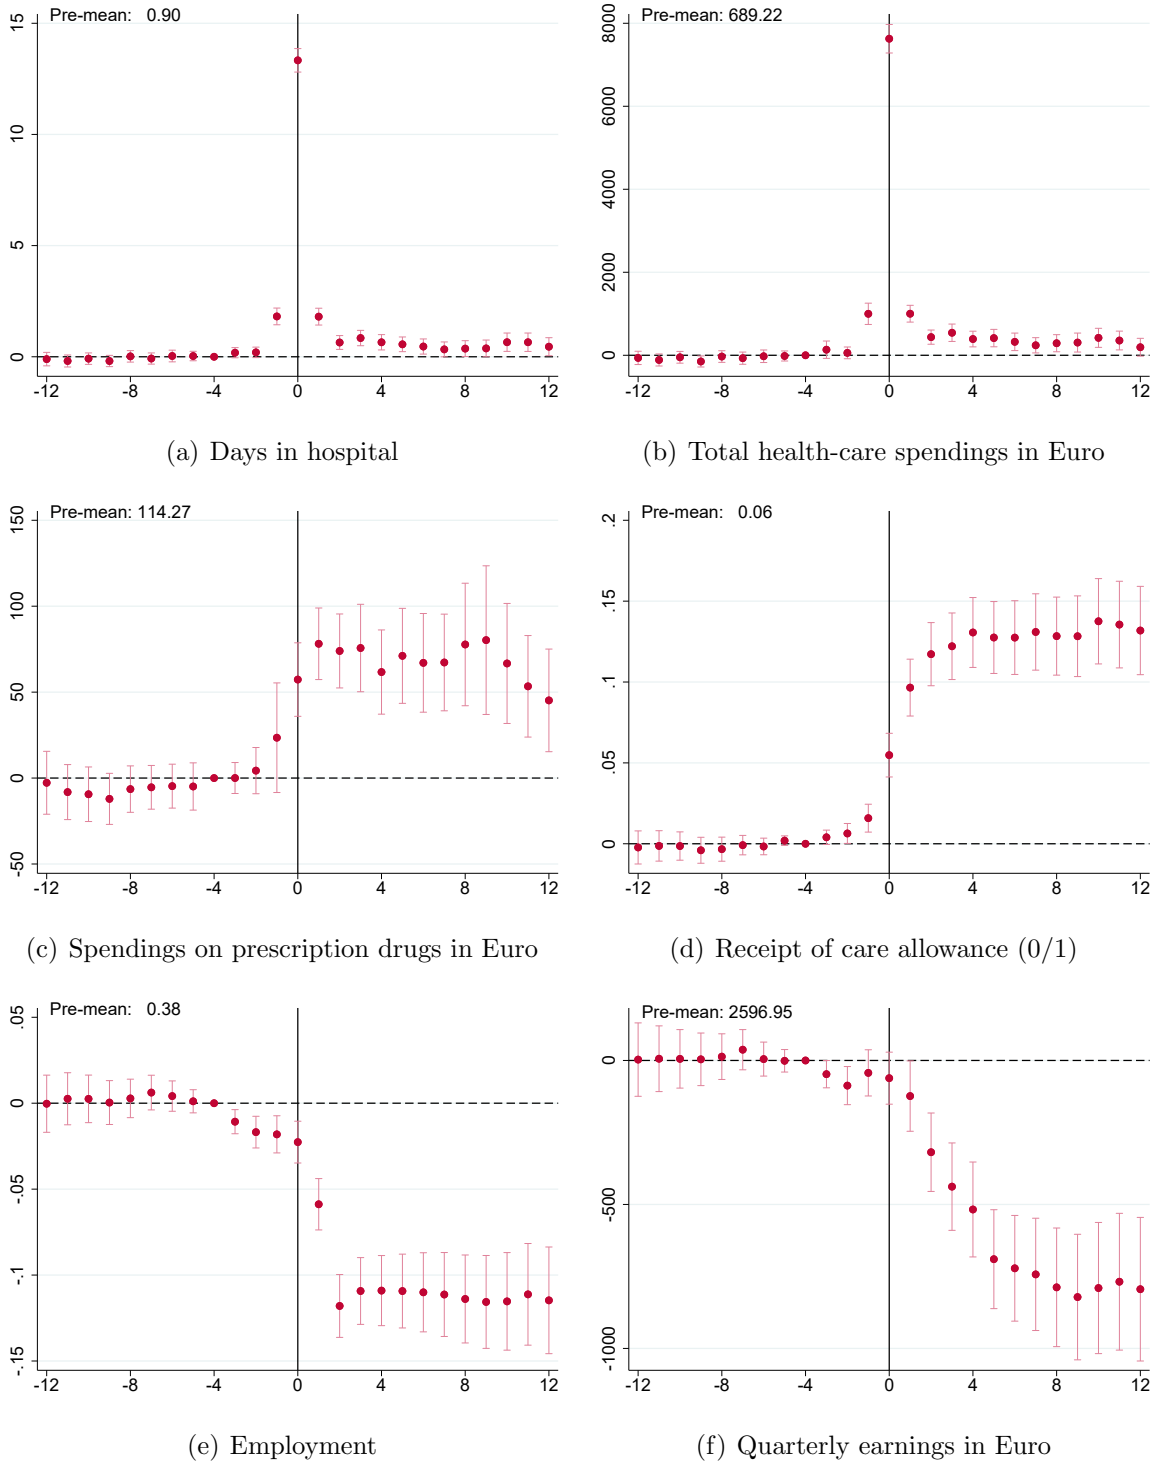 Pre-mean: 0.90
15
10
5
0
-12 -8 -4 0 4 8 12
(a) Days in hospital
Pre-mean: 689.22
8000
6000
4000
2000
0
-12 -8 -4 0 4 8 12
(b) Total health-care spendings in Euro
Pre-mean: 114.27
150
100
50
0
-50
-12 -8 -4 0 4 8 12
(c) Spendings on prescription drugs in Euro
Pre-mean: 0.06
.2
.15
.1
.05
0
-12 -8 -4 0 4 8 12
(d) Receipt of care allowance (0/1)
Pre-mean: 0.38
.05
0
-.05
-.1
-.15
-12 -8 -4 0 4 8 12
(e) Employment
Pre-mean: 2596.95
0
-500
-1000
-12 -8 -4 0 4 8 12
(f) Quarterly earnings in Euro